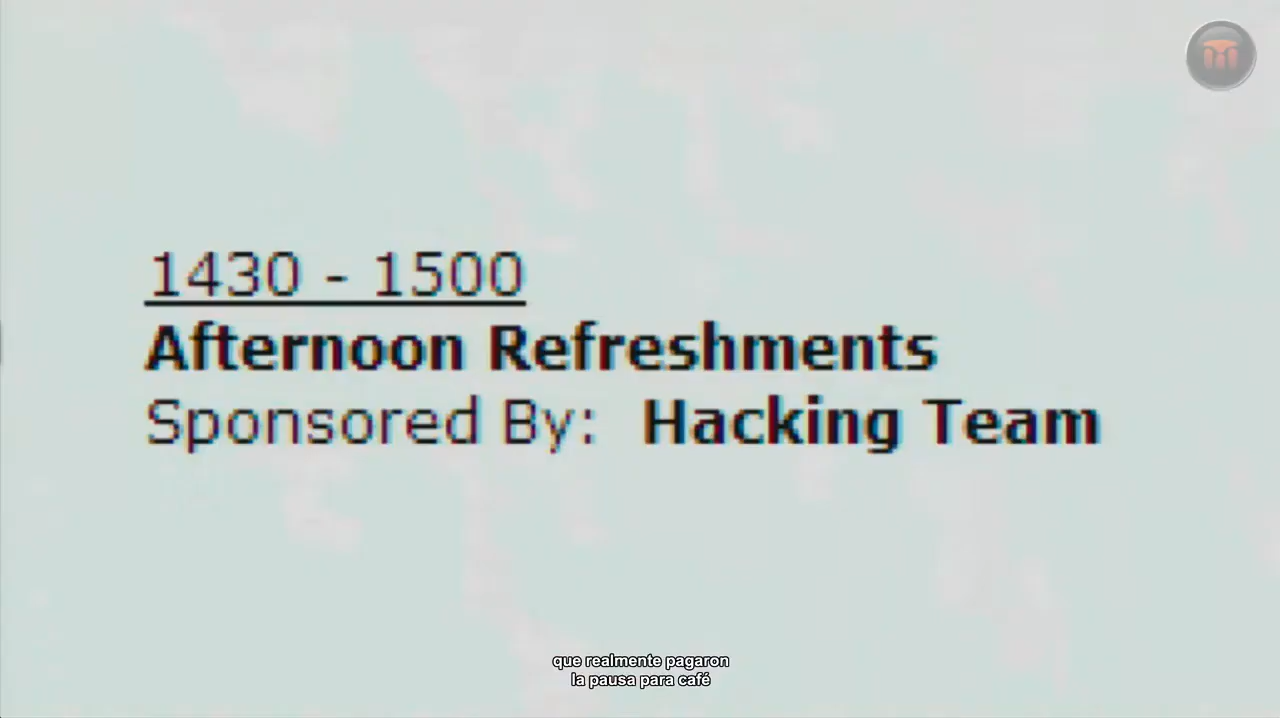 1430 - 1500
Afternoon Refreshments
Sponsored By: Hacking Team
que realmente pagaron
la pausa para café